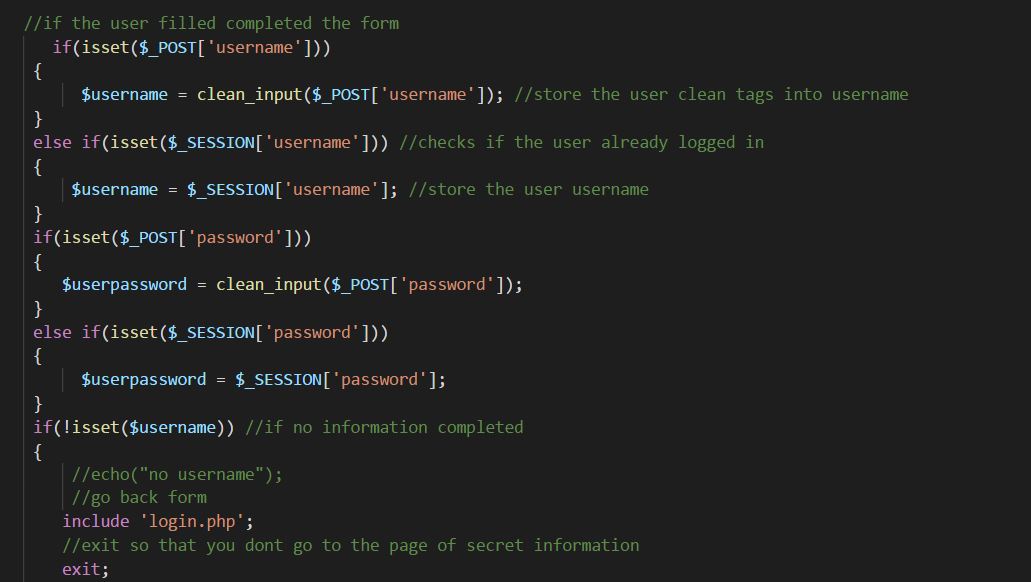 //if the user filled completed the form
if(isset($_POST['username']))
{
$username = clean_input($_POST['username']); //store the user clean tags into username
}
else if(isset($_SESSION['username'])) //checks if the user already logged in
{
$username = $_SESSION['username']; //store the user username
}
if(isset($_POST['password']))
{
$userpassword = clean_input($_POST['password']);
}
else if(isset($_SESSION['password']))
{
$userpassword = $_SESSION['password'];
}
if(!isset($username)) //if no information completed
{
//echo("no username");
//go back form
include 'login.php';
//exit so that you dont go to the page of secret information
exit;